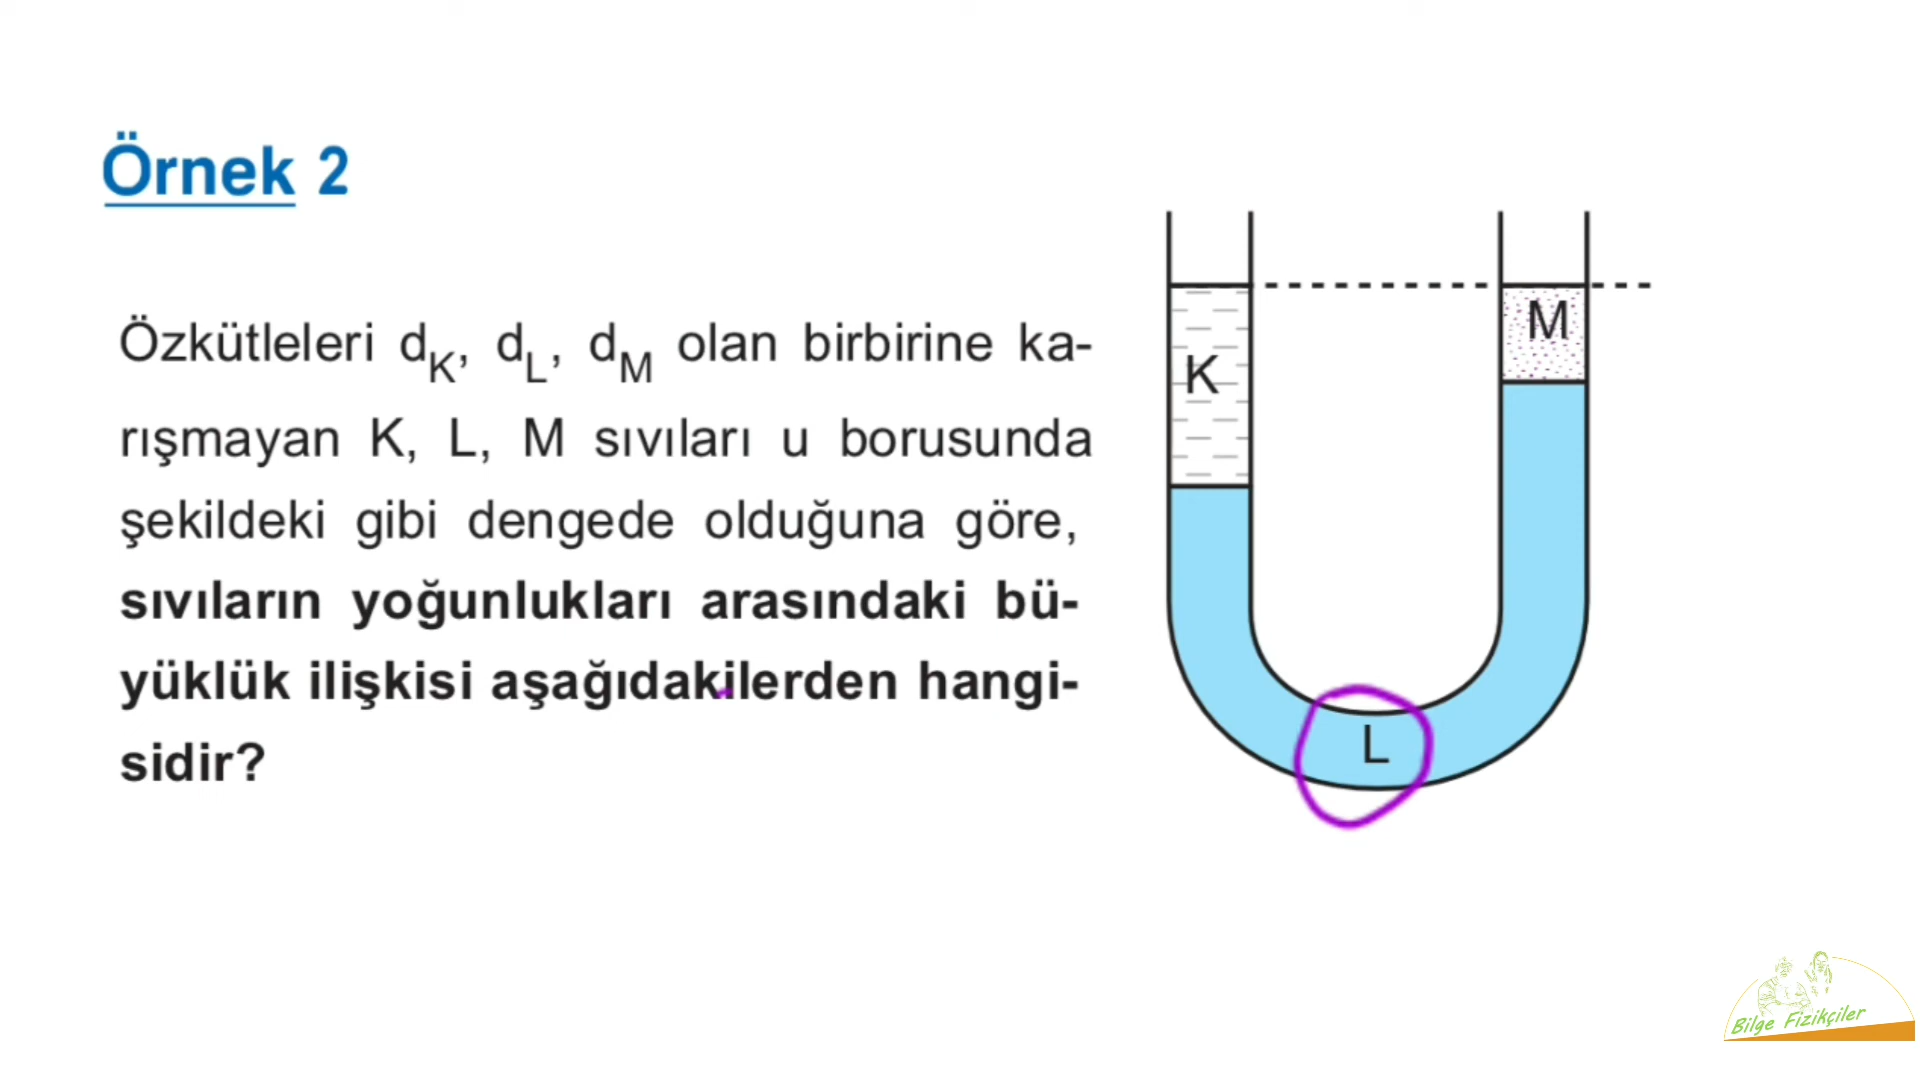 Örnek 2
Özkütleleri dK, dL, dM olan birbirine ka-
rışmayan K, L, M sıvıları u borusunda
şekildeki gibi dengede olduğuna göre,
sıvıların yoğunlukları arasındaki bü-
yüklük ilişkisi aşağıdakilerden hangi-
sidir?
K
M
L
Bilge Fizikçiler